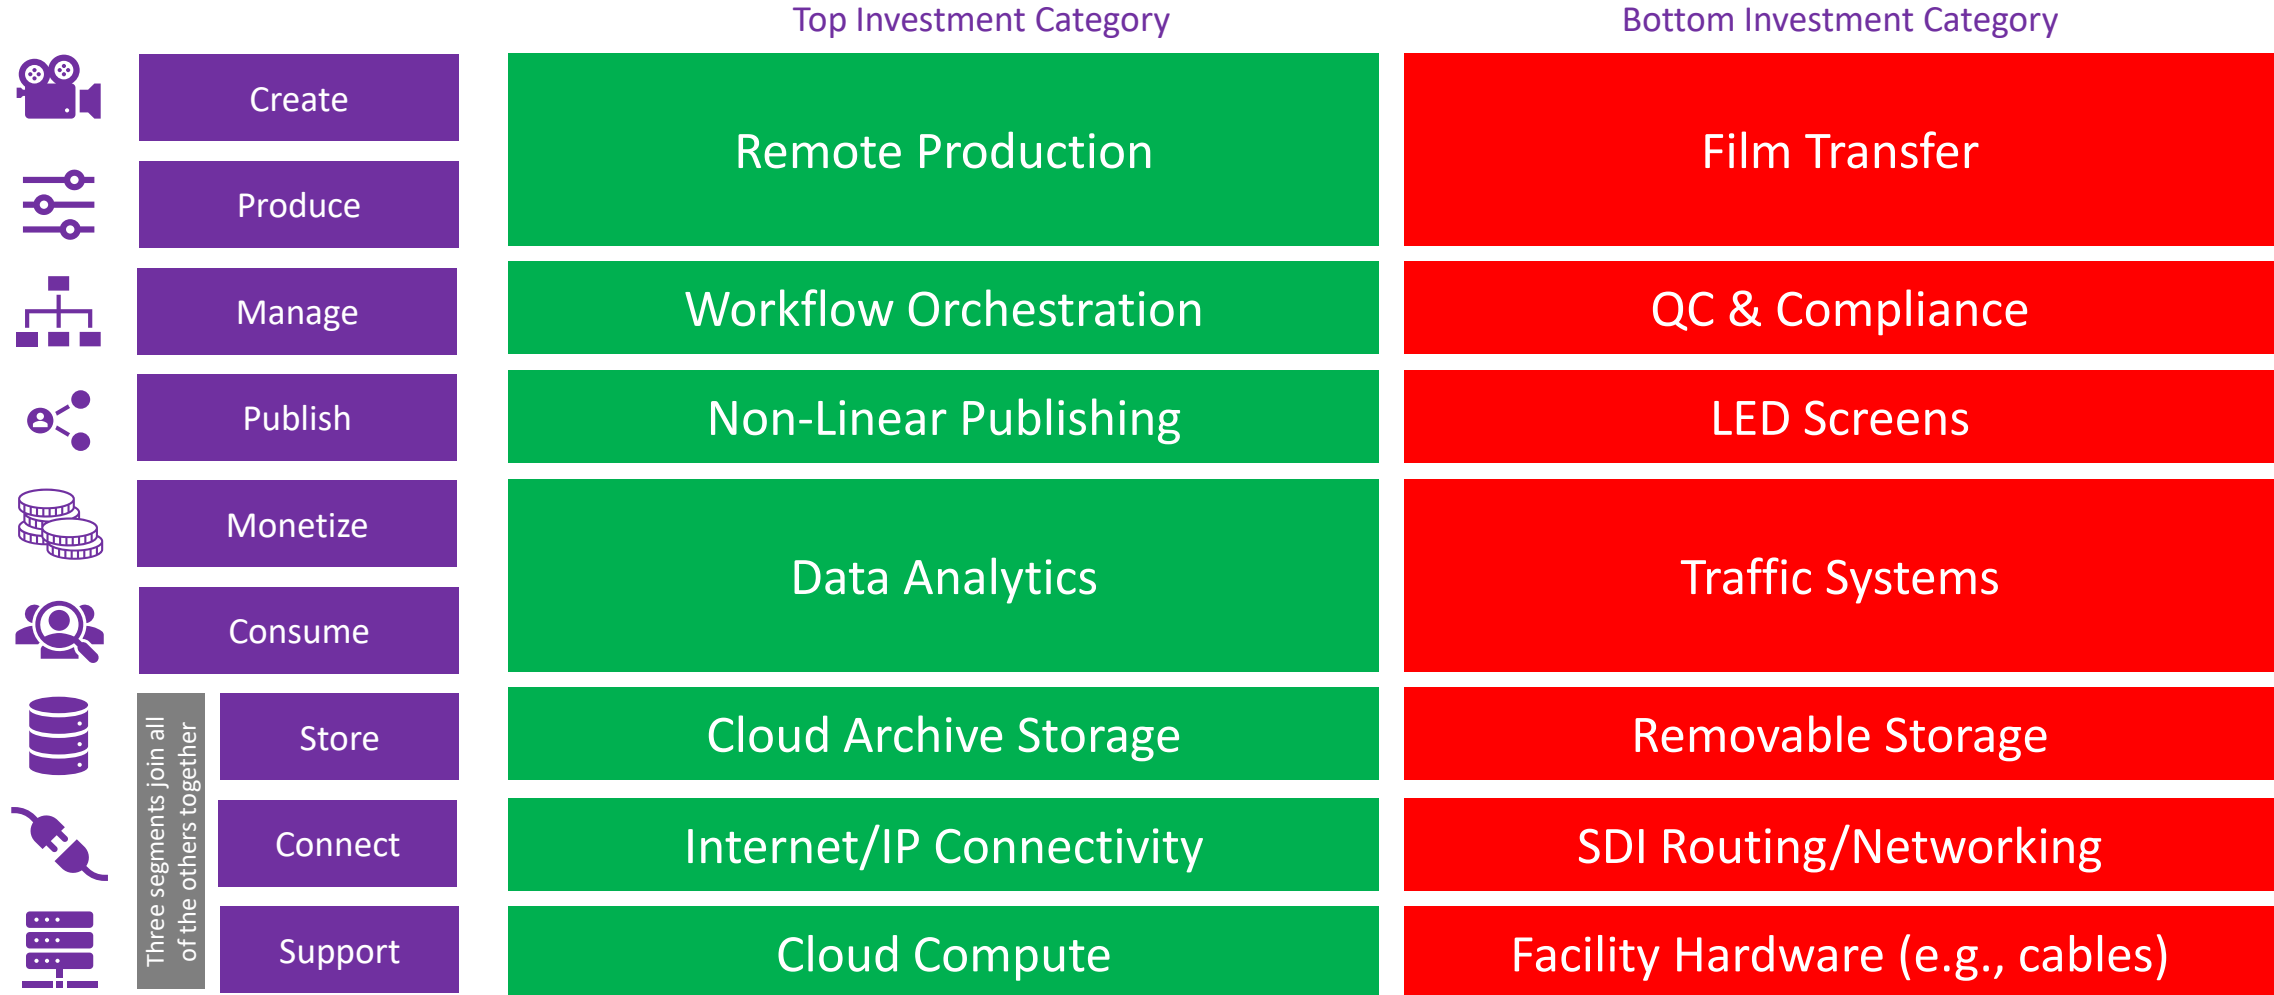 Top Investment Category
Bottom Investment Category
Create
Produce
Remote Production
Film Transfer
Manage
Workflow Orchestration
QC & Compliance
Publish
Non-Linear Publishing
LED Screens
Monetize
Consume
Data Analytics
Traffic Systems
Three segments join all
of the others together
Store
Cloud Archive Storage
Removable Storage
Connect
Internet/IP Connectivity
SDI Routing/Networking
Support
Cloud Compute
Facility Hardware (e.g., cables)